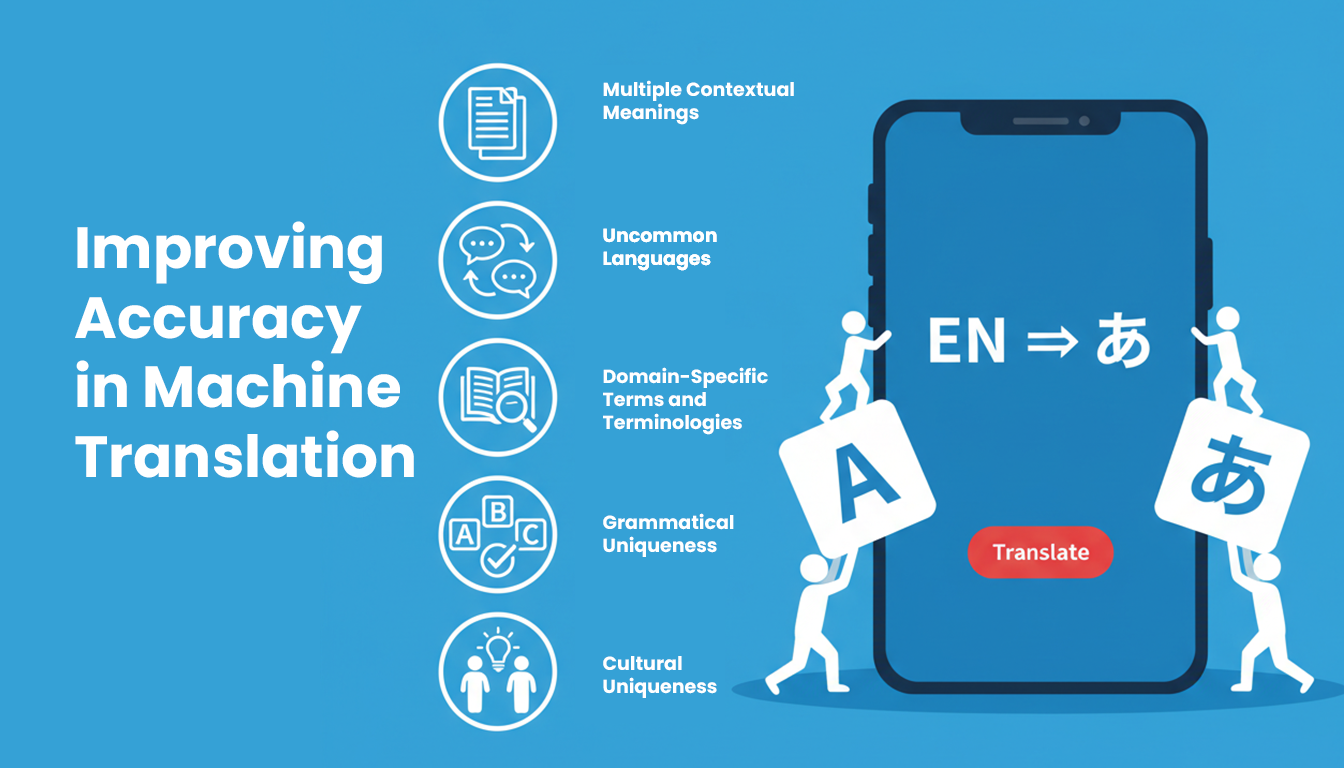 Improving
Accuracy
in Machine
Translation
Multiple Contextual
Meanings
Uncommon
Languages
Domain-Specific
Terms and
Terminologies
A B C
Grammatical
Uniqueness
Cultural
Uniqueness
EN ⇒ あ
A
あ
Translate